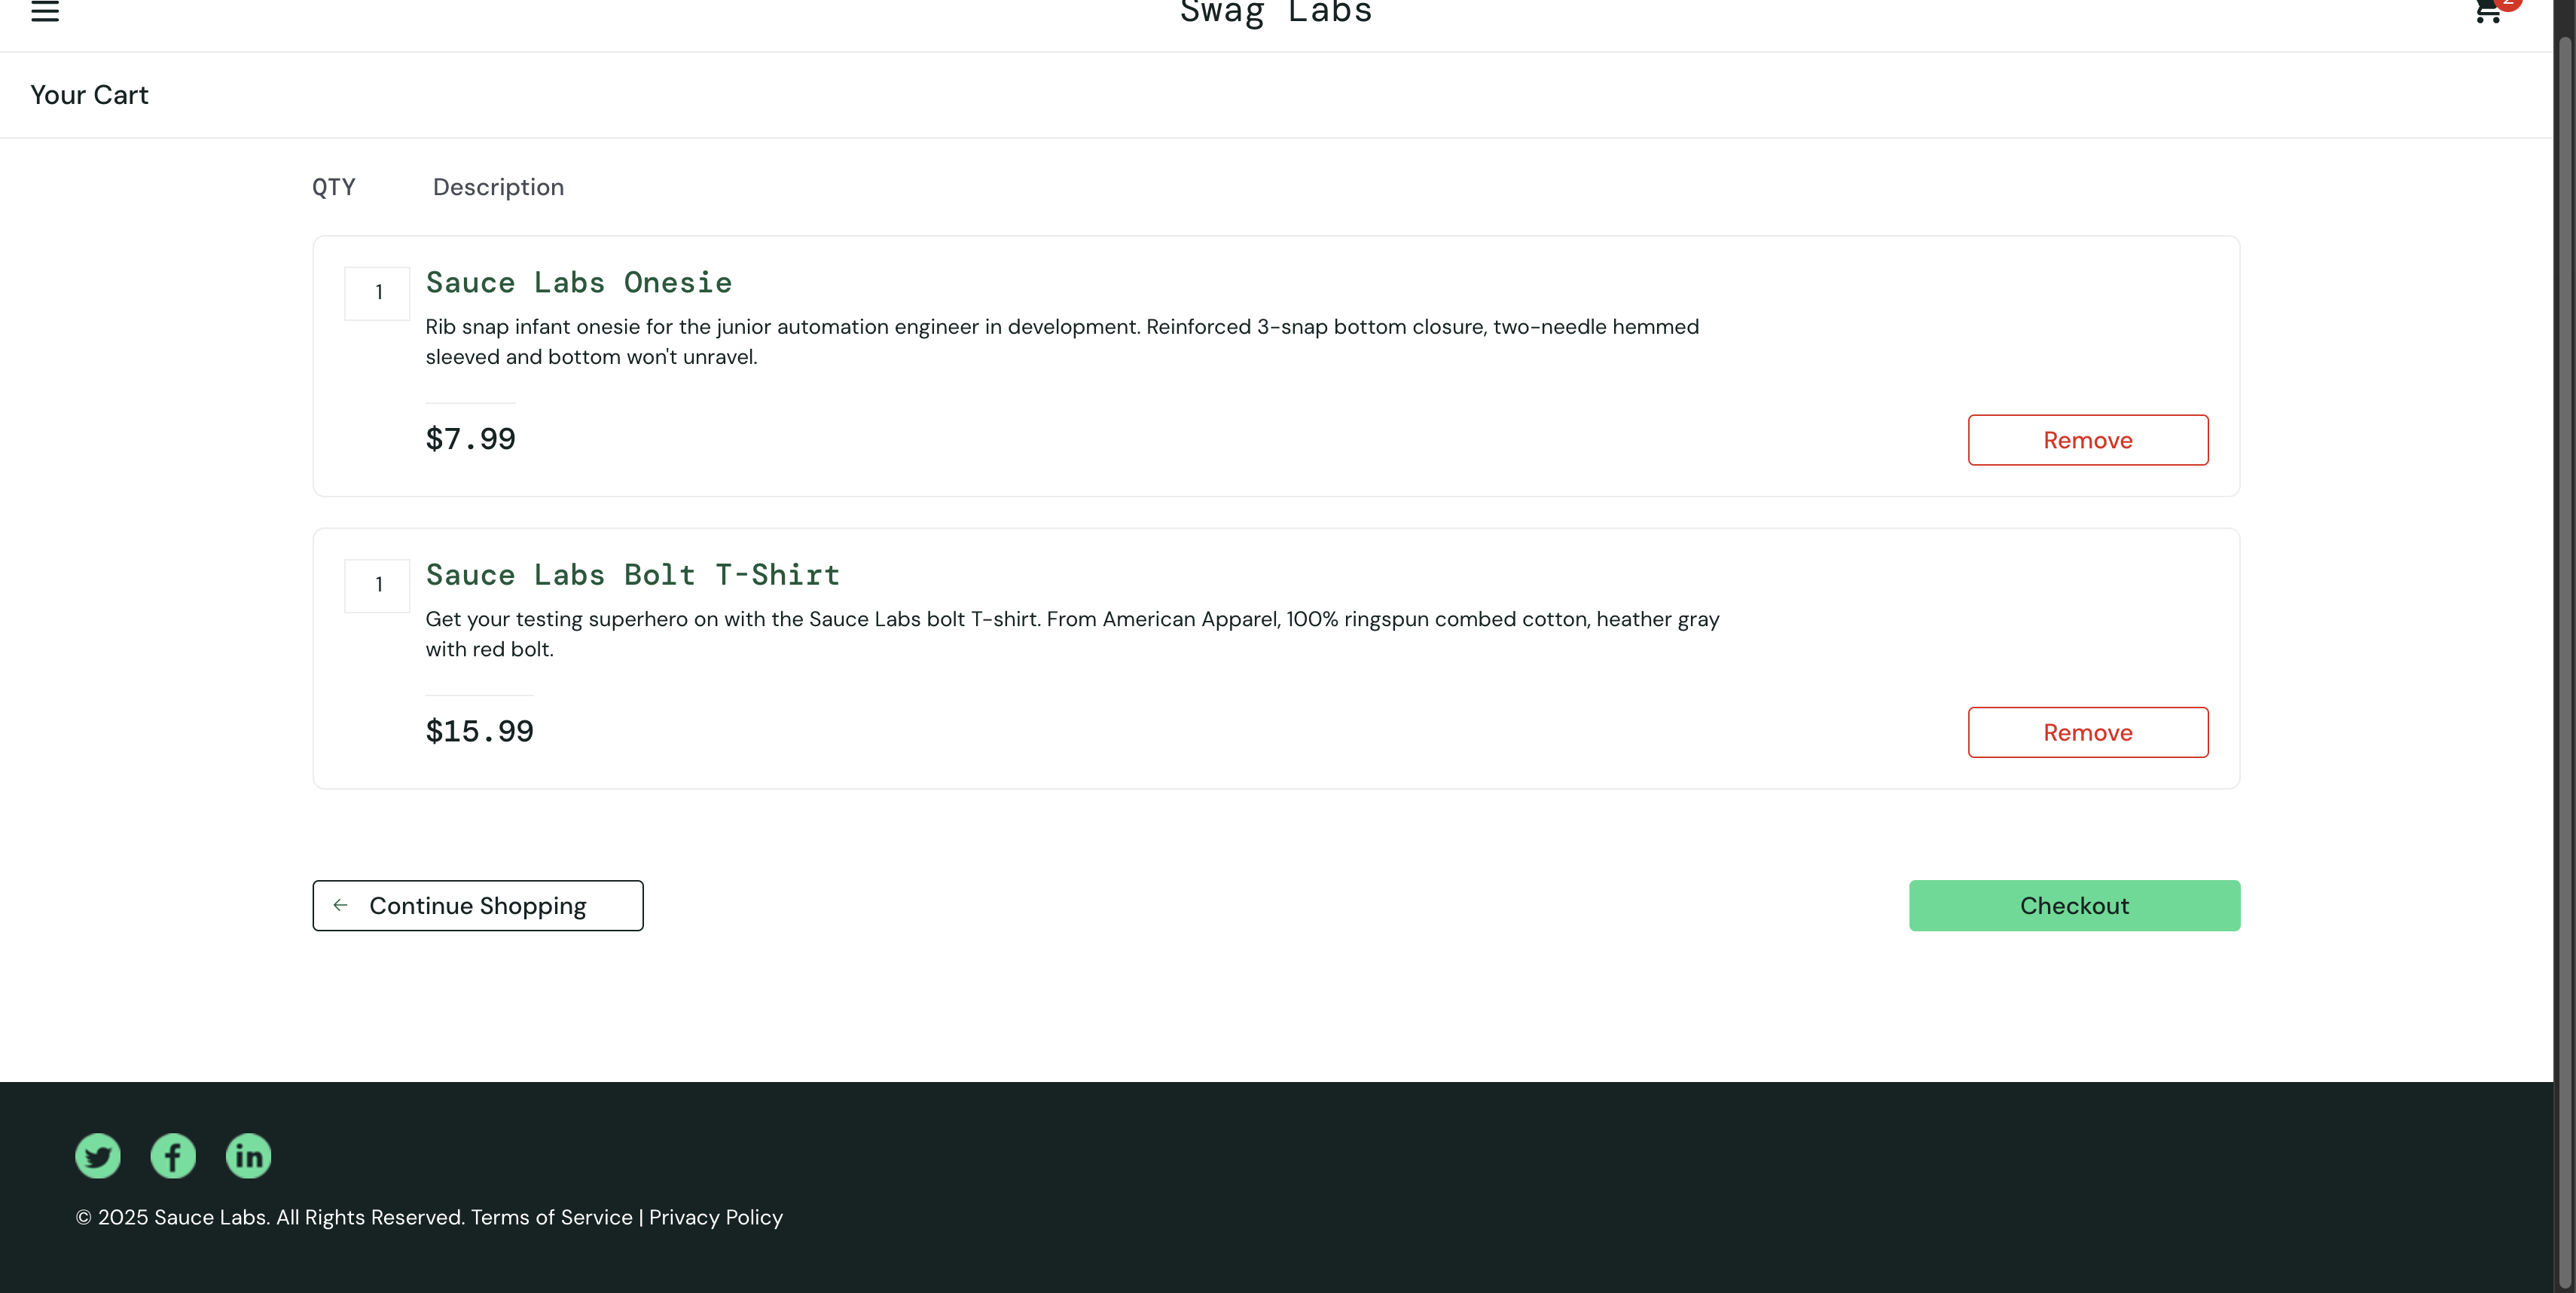 Swag Labs
2
Your Cart
QTY Description
1
Sauce Labs Onesie
Rib snap infant onesie for the junior automation engineer in development. Reinforced 3-snap bottom closure, two-needle hemmed
sleeved and bottom won't unravel.
$7.99
Remove
1
Sauce Labs Bolt T-Shirt
Get your testing superhero on with the Sauce Labs bolt T-shirt. From American Apparel, 100% ringspun combed cotton, heather gray
with red bolt.
$15.99
Remove
Continue Shopping
Checkout
© 2025 Sauce Labs. All Rights Reserved. Terms of Service | Privacy Policy